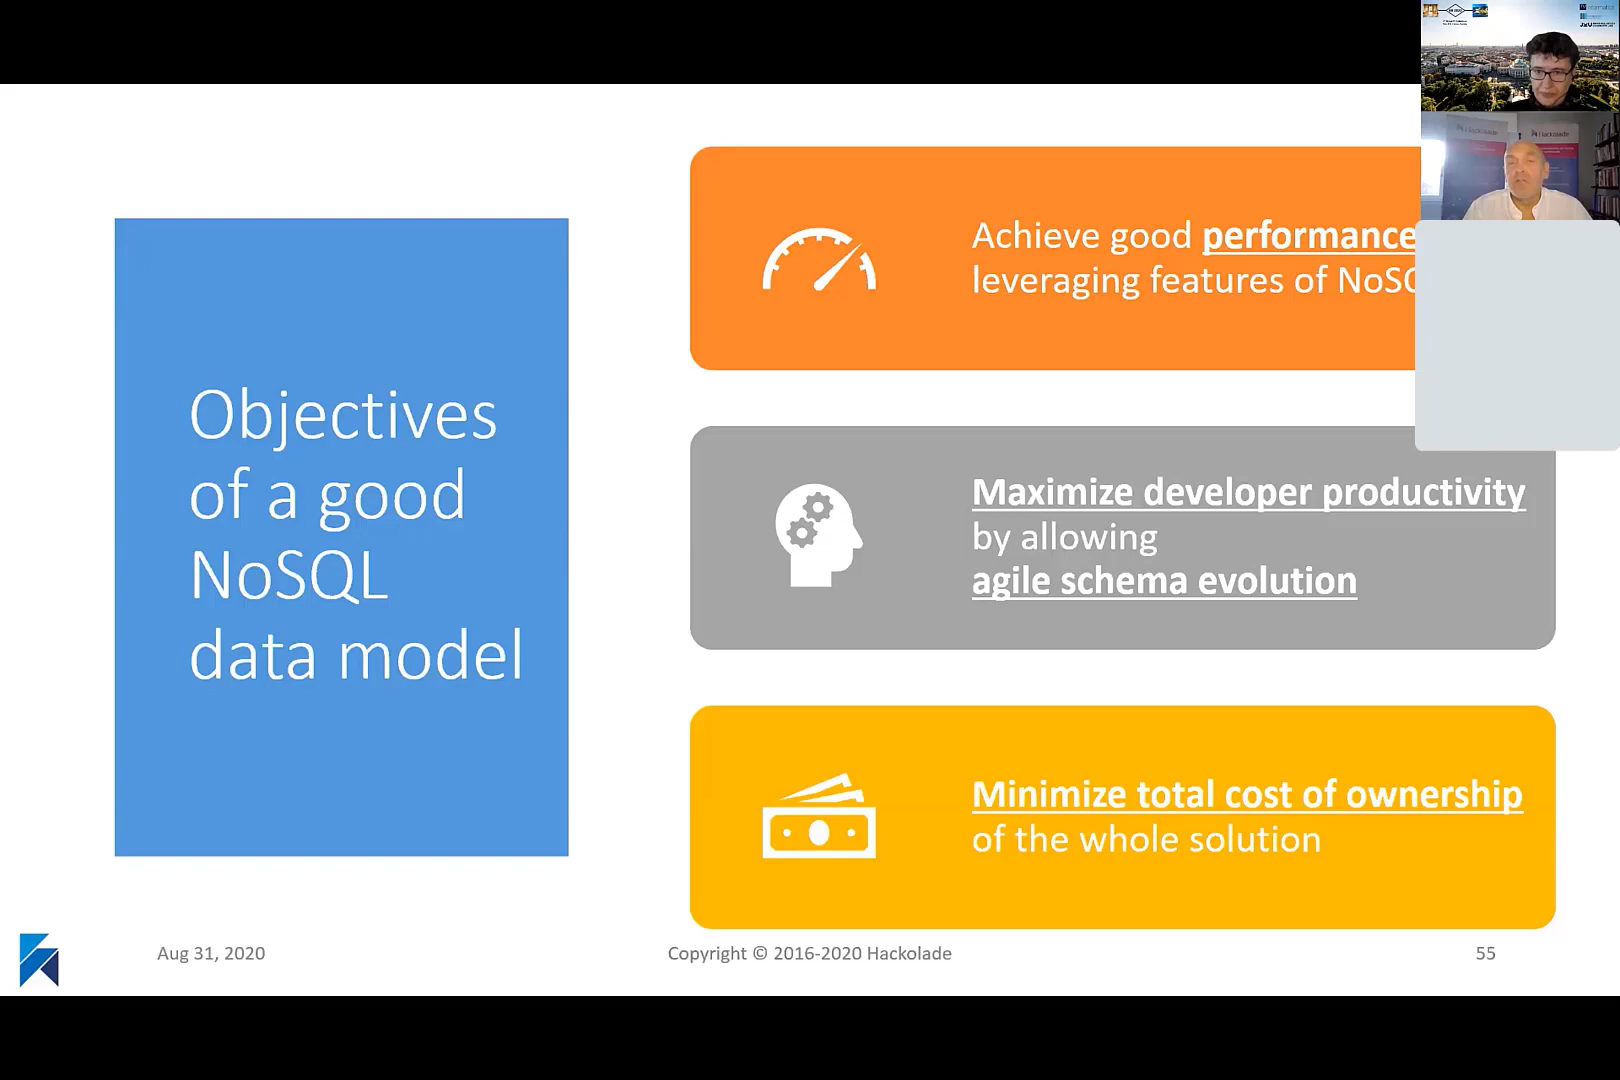 Objectives
of a good
NoSQL
data model
Achieve good performance
leveraging features of
Maximize developer productivity
by allowing
agile schema evolution
Minimize total cost of ownership
of the whole solution
Aug 31, 2020
Copyright © 2016-2020 Hackolade
55
Hackolade